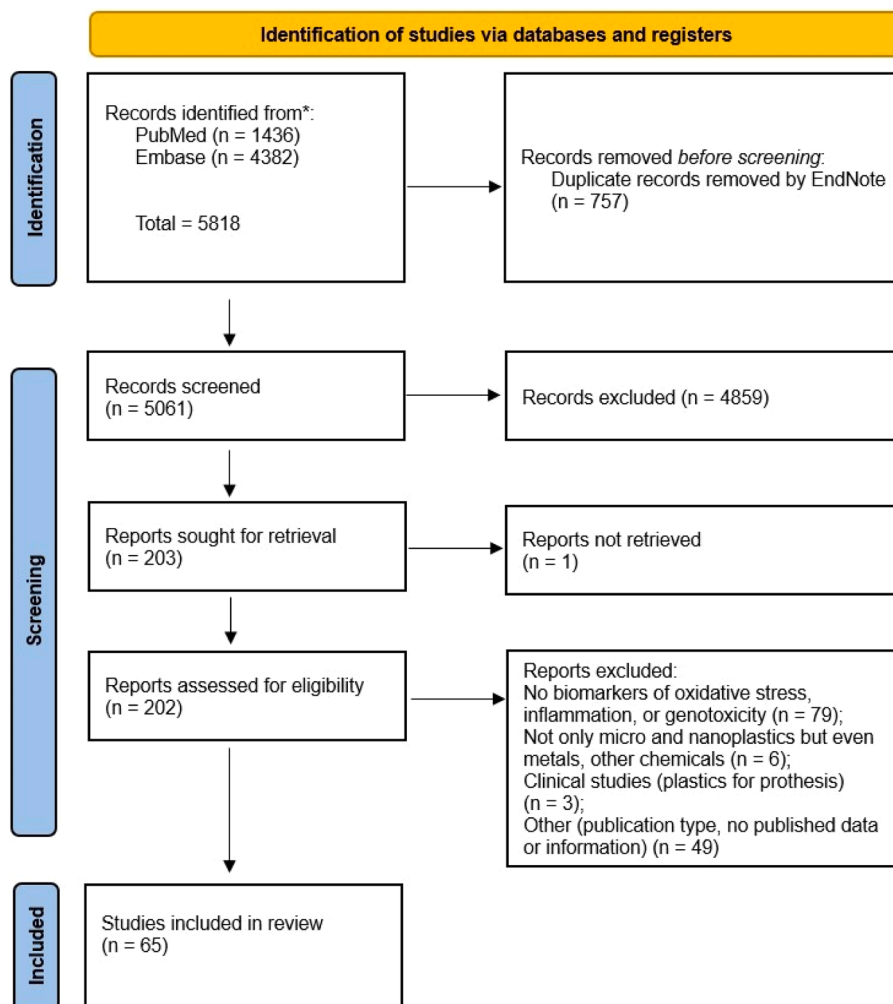 Identification of studies via databases and registers
Identification
Records identified from*:
PubMed (n = 1436)
Embase (n = 4382)
Total = 5818
Records removed before screening:
Duplicate records removed by EndNote
(n = 757)
Screening
Records screened
(n = 5061)
Records excluded (n = 4859)
Reports sought for retrieval
(n = 203)
Reports not retrieved
(n = 1)
Reports assessed for eligibility
(n = 202)
Reports excluded:
No biomarkers of oxidative stress,
inflammation, or genotoxicity (n = 79);
Not only micro and nanoplastics but even
metals, other chemicals (n = 6);
Clinical studies (plastics for prothesis)
(n = 3);
Other (publication type, no published data
or information) (n = 49)
Included
Studies included in review
(n = 65)